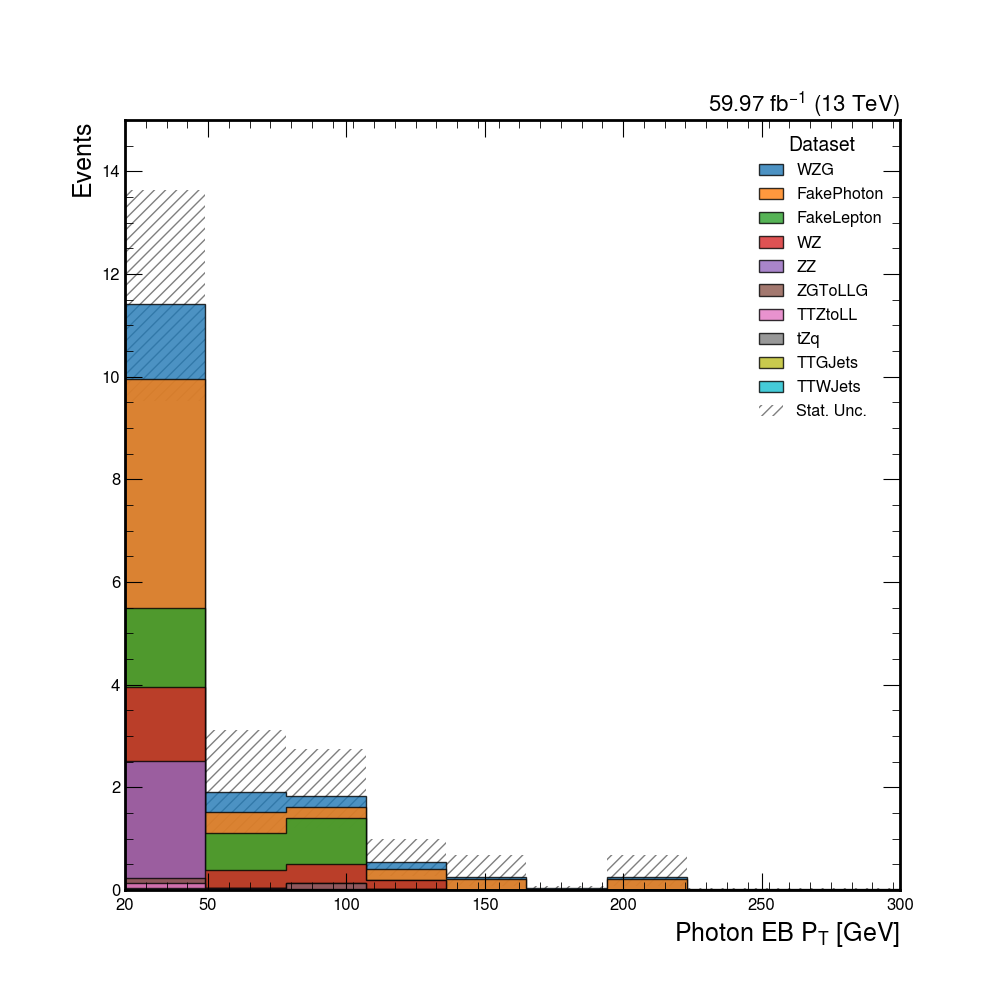 59.97 fb⁻¹ (13 TeV)
Events
Dataset
WZG
FakePhoton
FakeLepton
WZ
ZZ
ZGToLLG
TTZtoLL
tZq
TTGJets
TTWJets
Stat. Unc.
14
12
10
8
6
4
2
0
20 50 100 150 200 250 300
Photon EB P_T [GeV]